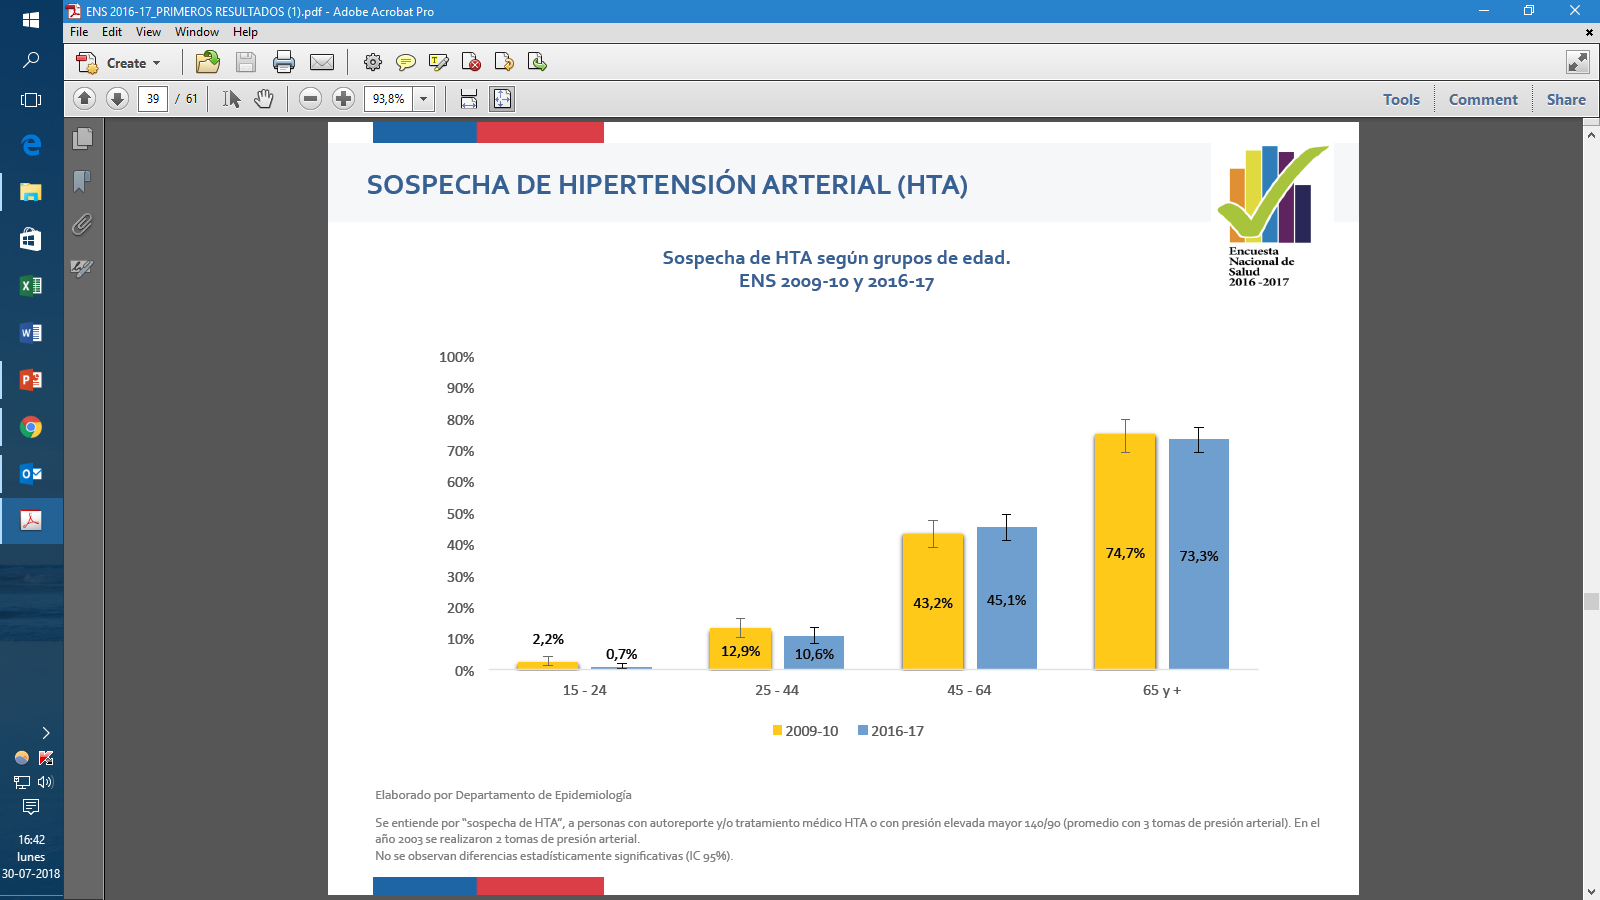 ENS 2016-17_PRIMEROS RESULTADOS (1).pdf - Adobe Acrobat Pro
File Edit View Window Help
Create
39 / 61
93,8%
Tools Comment Share
SOSPECHA DE HIPERTENSIÓN ARTERIAL (HTA)
Encuesta
Nacional de
Salud
2016 -2017
Sospecha de HTA según grupos de edad.
ENS 2009-10 y 2016-17
100%
90%
80%
70%
60%
50%
40%
30%
20%
10%
0%
2,2%
0,7%
12,9%
10,6%
43,2%
45,1%
74,7%
73,3%
15 - 24
25 - 44
45 - 64
65 y +
2009-10
2016-17
Elaborado por Departamento de Epidemiología
Se entiende por “sospecha de HTA”, a personas con autoreporte y/o tratamiento médico HTA o con presión elevada mayor 140/90 (promedio con 3 tomas de presión arterial). En el
año 2003 se realizaron 2 tomas de presión arterial.
No se observan diferencias estadísticamente significativas (IC 95%).
16:42
lunes
30-07-2018